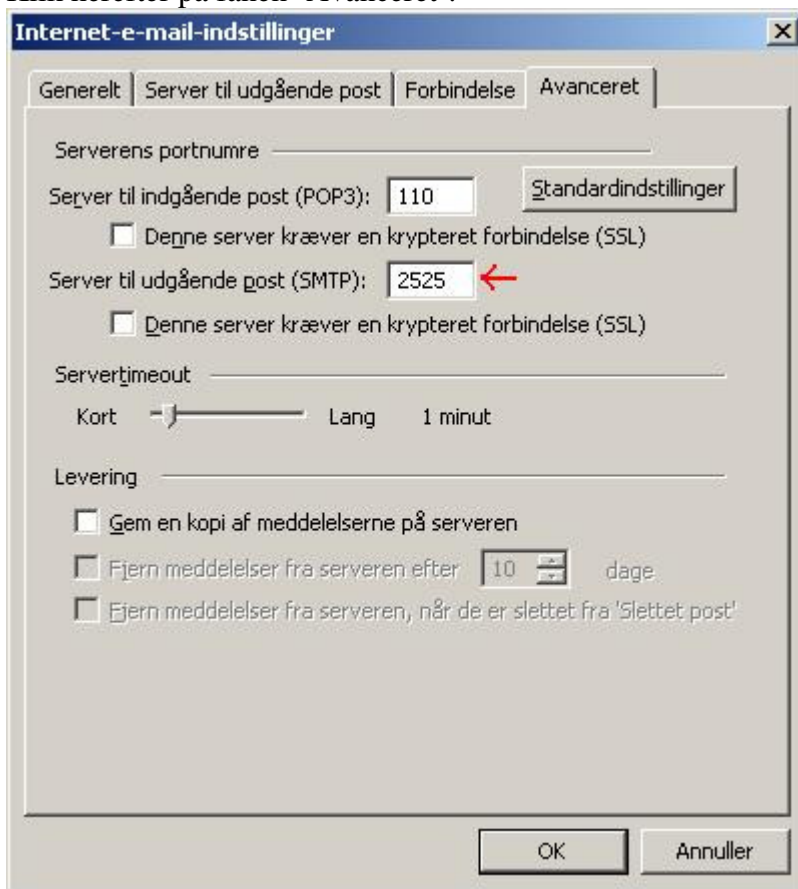 Internet-e-mail-indstillinger
Generelt Server til udgående post Forbindelse Avanceret
Serverens portnumre
Server til indgående post (POP3): 110 Standardindstillinger
Denne server kræver en krypteret forbindelse (SSL)
Server til udgående post (SMTP): 2525
Denne server kræver en krypteret forbindelse (SSL)
Servertimeout
Kort Lang 1 minut
Levering
Gem en kopi af meddelelserne på serveren
Fjern meddelelser fra serveren efter 10 dage
Fjern meddelelser fra serveren, når de er slettet fra 'Slettet post'
OK Annuller